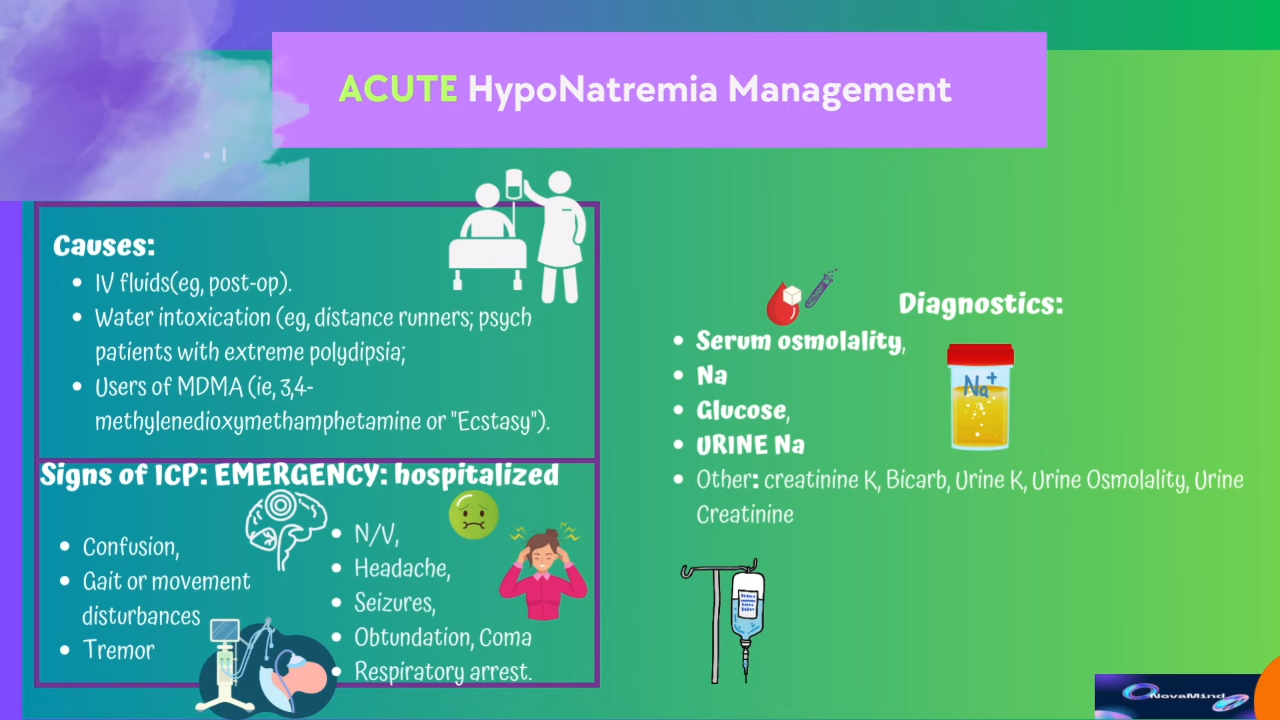 ACUTE HypoNatremia Management
Causes:
• IV fluids(eg, post-op).
• Water intoxication (eg, distance runners; psych
patients with extreme polydipsia;
• Users of MDMA (ie, 3,4-
methylenedioxymethamphetamine or "Ecstasy").
Signs of ICP: EMERGENCY: hospitalized
• Confusion,
• Gait or movement
disturbances
• Tremor
• N/V,
• Headache,
• Seizures,
• Obtundation, Coma
• Respiratory arrest.
Diagnostics:
• Serum osmolality,
• Na
• Glucose,
• URINE Na
• Other: creatinine K, Bicarb, Urine K, Urine Osmolality, Urine
Creatinine
Na+
NovaMind